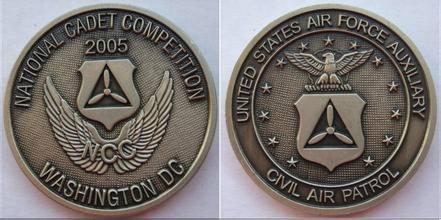 NATIONAL CADET COMPETITION
2005
NCC
WASHINGTON DC
UNITED STATES AIR FORCE AUXILIARY
CIVIL AIR PATROL